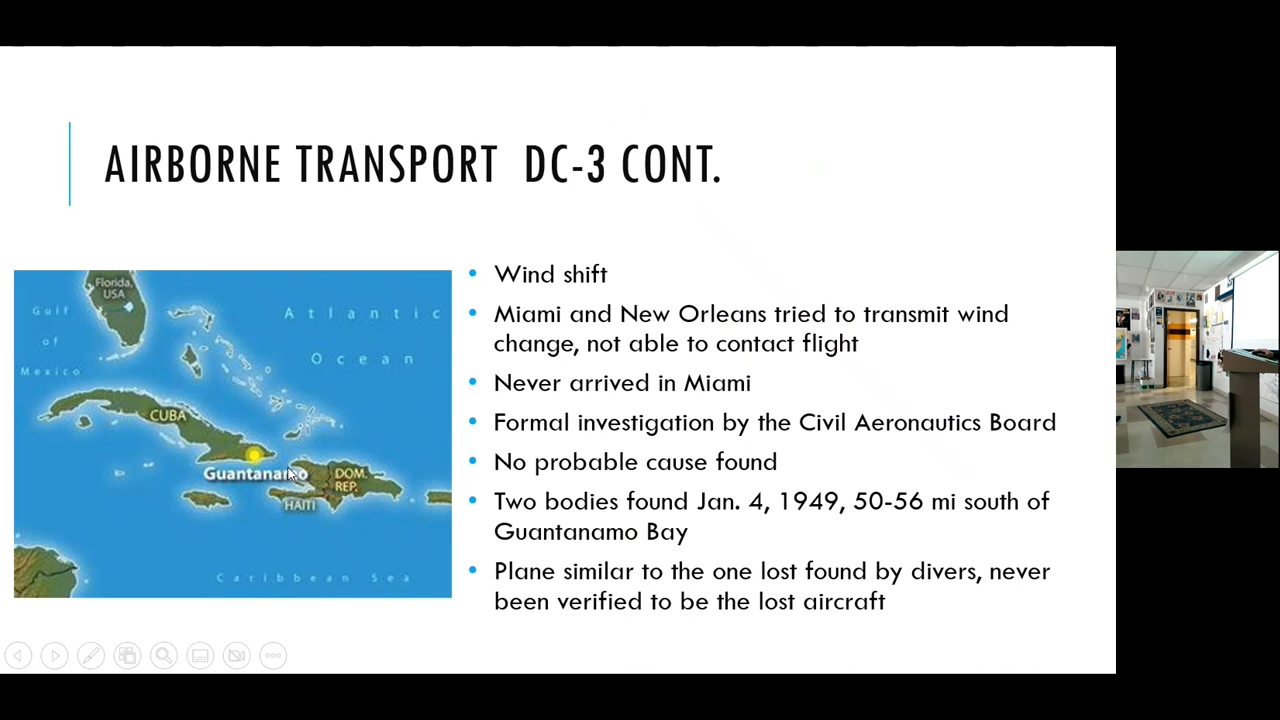 AIRBORNE TRANSPORT DC-3 CONT.
Florida,
USA
Gulf
of
Mexico
Atlantic
Ocean
CUBA
Guantanamo
DOM.
REP.
HAITI
Caribbean Sea
Wind shift
Miami and New Orleans tried to transmit wind
change, not able to contact flight
Never arrived in Miami
Formal investigation by the Civil Aeronautics Board
No probable cause found
Two bodies found Jan. 4, 1949, 50-56 mi south of
Guantanamo Bay
Plane similar to the one lost found by divers, never
been verified to be the lost aircraft